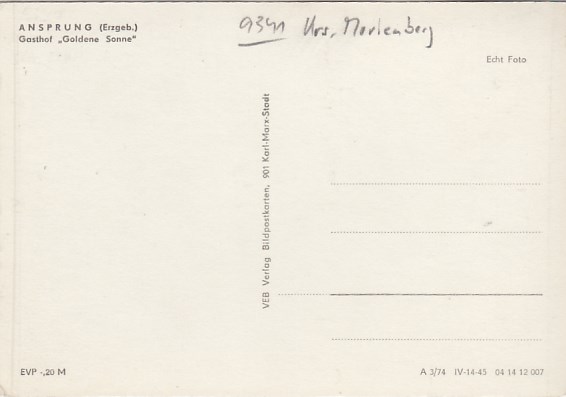 ANSPRUNG (Erzgeb.)
Gasthof „Goldene Sonne"
9341 Krs. Marienberg
Echt Foto
VEB Verlag Bildpostkarten, 901 Karl-Marx-Stadt
EVP -,20 M
A 3/74 IV-14-45 04 14 12 007